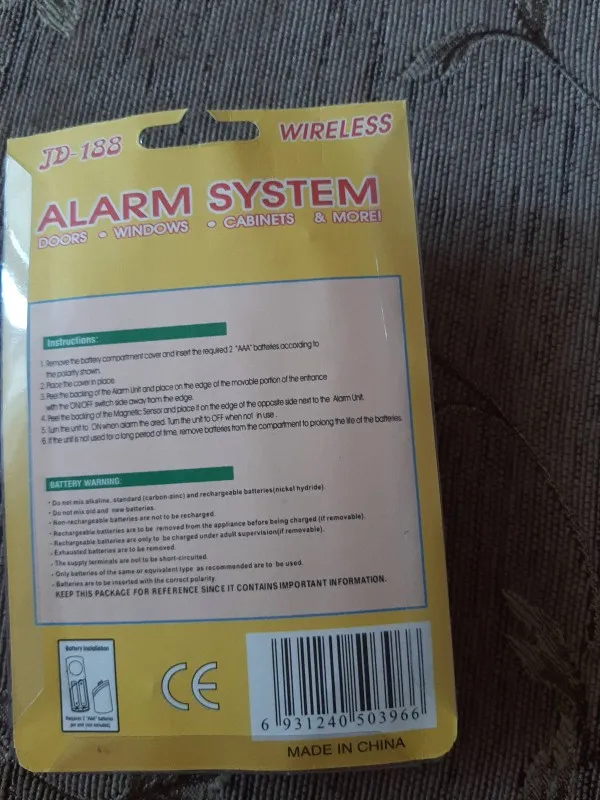 JD-188
WIRELESS
ALARM SYSTEM
DOORS • WINDOWS • CABINETS & MORE!
Instructions:
1. Remove the battery compartment cover and insert the required 2 "AAA" batteries according to
the polarity shown.
2. Place the cover in place
3. Peel the backing of the Alarm Unit and place on the edge of the movable portion of the entrance
with the ON/OFF switch side away from the edge.
4. Peel the backing of the Magnetic Sensor and place it on the edge of the opposite side next to the Alarm Unit.
5. Turn the unit to ON when alarm the area. Turn the unit to OFF when not in use.
6. If the unit is not used for a long period of time, remove batteries from the compartment to prolong the life of the batteries.
BATTERY WARNING:
• Do not mix alkaline, standard (carbon-zinc) and rechargeable batteries(nickel hydride).
• Do not mix old and new batteries.
- Non-rechargeable batteries are not to be recharged.
- Rechargeable batteries are to be removed from the appliance before being charged (if removable).
- Rechargeable batteries are only to be charged under adult supervision(if removable).
- Exhausted batteries are to be removed.
- The supply terminals are not to be short-circuited.
- Only batteries of the same or equivalent type as recommended are to be used.
- Batteries are to be inserted with the correct polarity.
KEEP THIS PACKAGE FOR REFERENCE SINCE IT CONTAINS IMPORTANT INFORMATION.
Battery Installation
Requires 2 "AAA" batteries
per unit (not included).
CE
6 931240 503966
MADE IN CHINA